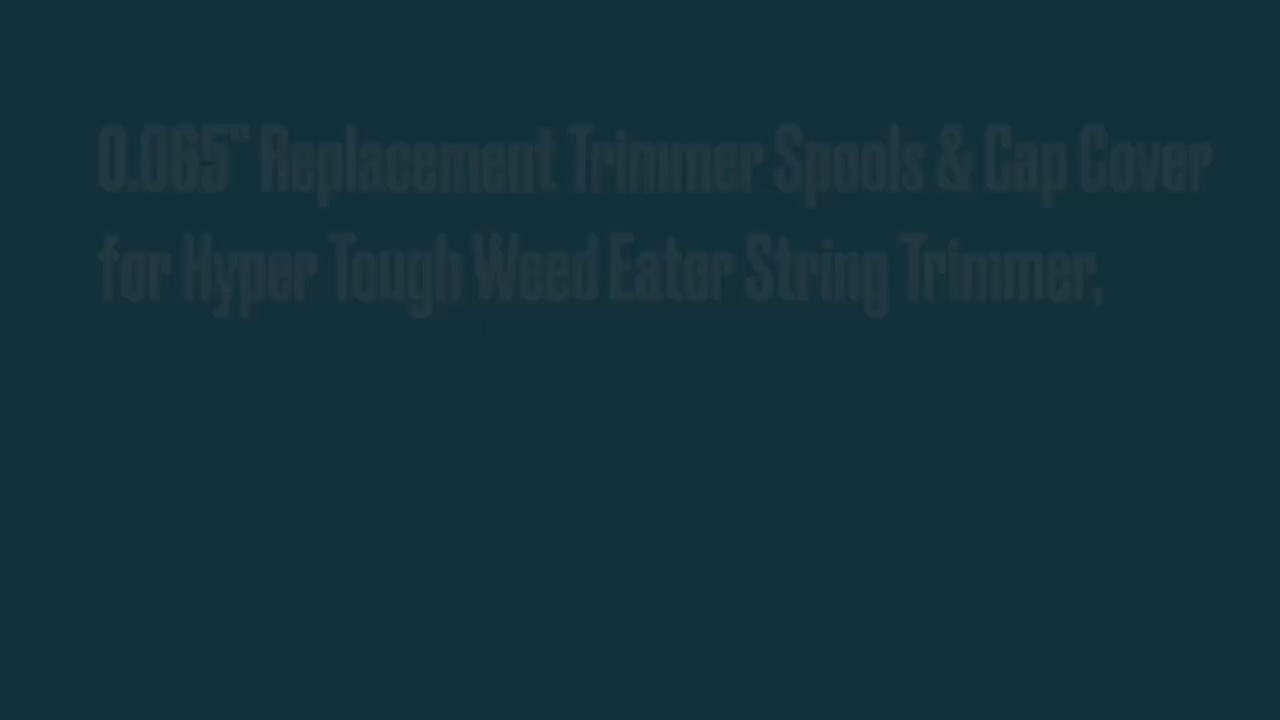 0.065" Replacement Trimmer Spools & Cap Cover
for Hyper Tough Weed Eater String Trimmer,